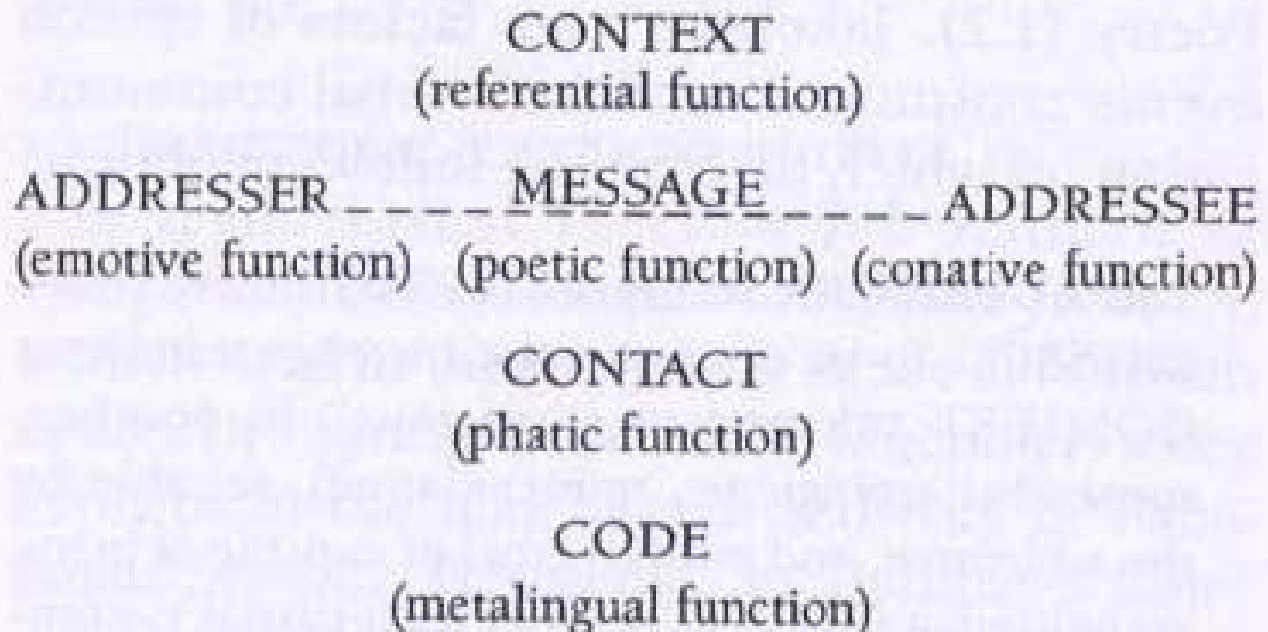 CONTEXT
(referential function)
ADDRESSER _ _ _ _ MESSAGE _ _ _ _ ADDRESSEE
(emotive function) (poetic function) (conative function)
CONTACT
(phatic function)
CODE
(metalingual function)